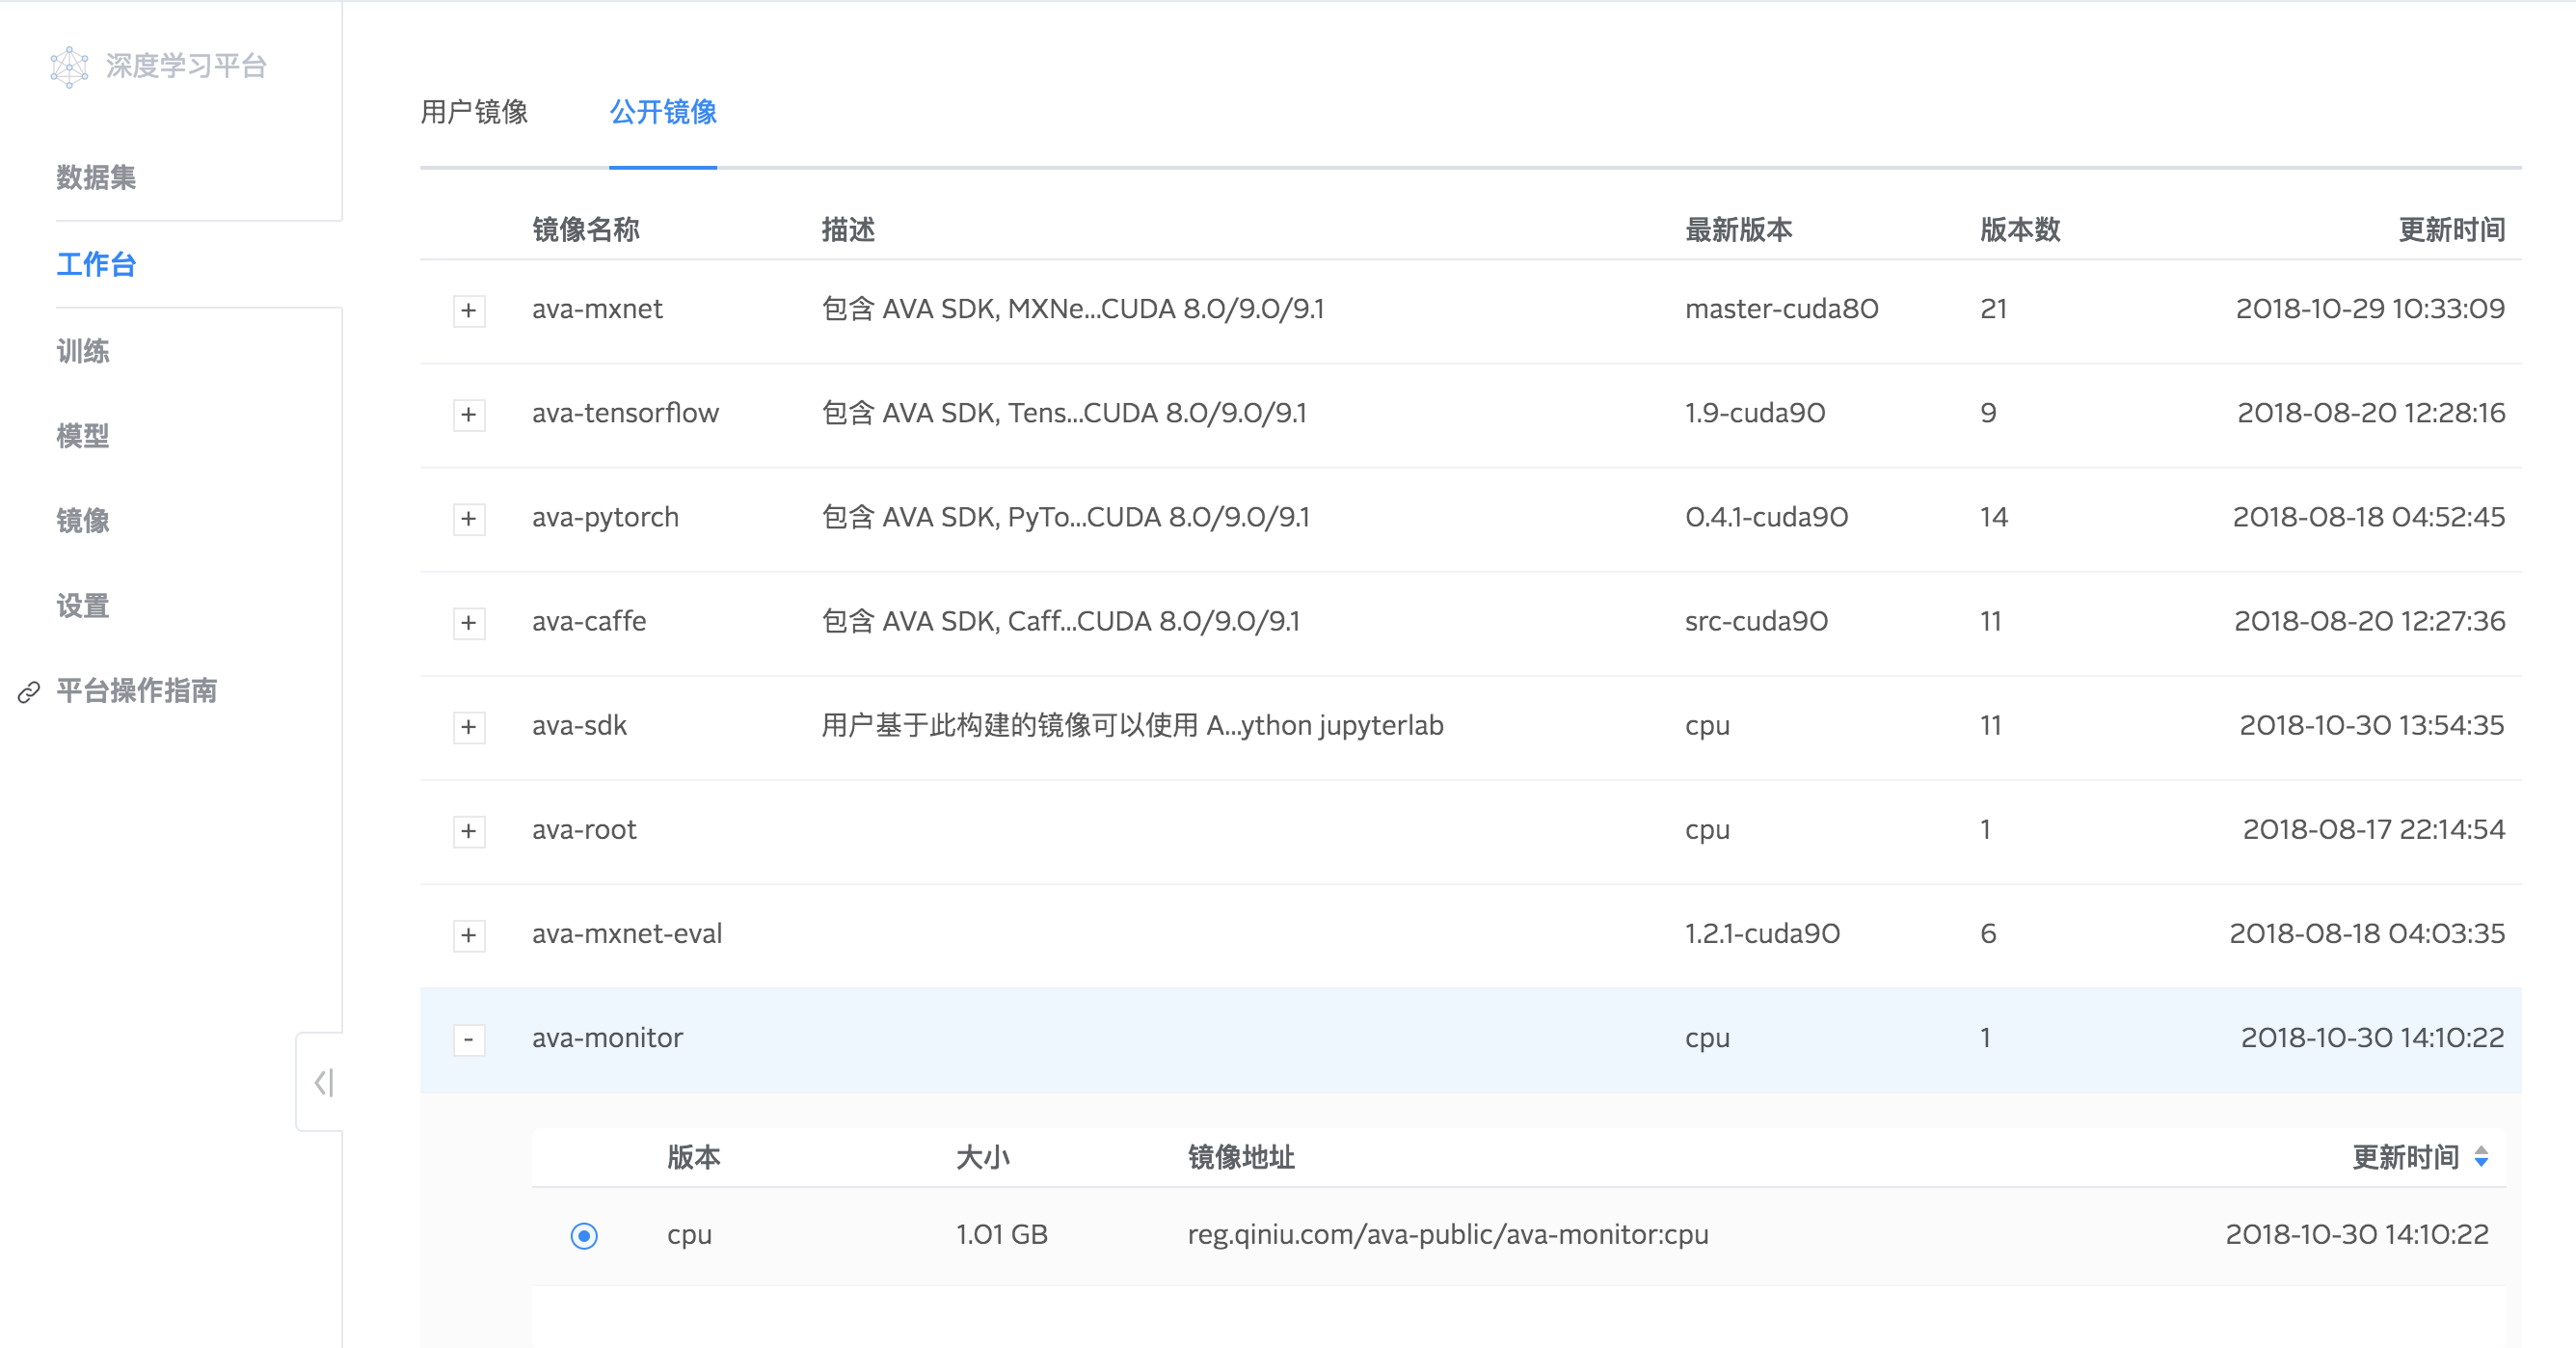 深度学习平台
数据集
工作台
训练
模型
镜像
设置
平台操作指南
用户镜像 公开镜像
镜像名称 描述 最新版本 版本数 更新时间
+ ava-mxnet 包含 AVA SDK, MXNe...CUDA 8.0/9.0/9.1 master-cuda80 21 2018-10-29 10:33:09
+ ava-tensorflow 包含 AVA SDK, Tens...CUDA 8.0/9.0/9.1 1.9-cuda90 9 2018-08-20 12:28:16
+ ava-pytorch 包含 AVA SDK, PyTo...CUDA 8.0/9.0/9.1 0.4.1-cuda90 14 2018-08-18 04:52:45
+ ava-caffe 包含 AVA SDK, Caff...CUDA 8.0/9.0/9.1 src-cuda90 11 2018-08-20 12:27:36
+ ava-sdk 用户基于此构建的镜像可以使用 A...ython jupyterlab cpu 11 2018-10-30 13:54:35
+ ava-root cpu 1 2018-08-17 22:14:54
+ ava-mxnet-eval 1.2.1-cuda90 6 2018-08-18 04:03:35
- ava-monitor cpu 1 2018-10-30 14:10:22
版本 大小 镜像地址 更新时间
cpu 1.01 GB reg.qiniu.com/ava-public/ava-monitor:cpu 2018-10-30 14:10:22